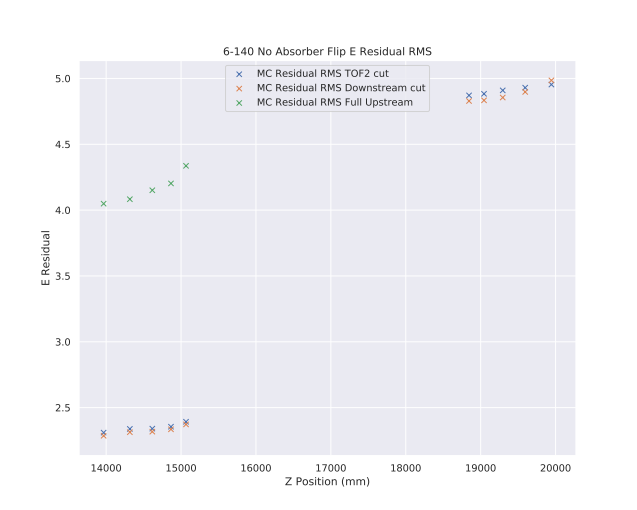 6-140 No Absorber Flip E Residual RMS
MC Residual RMS TOF2 cut
MC Residual RMS Downstream cut
MC Residual RMS Full Upstream
E Residual
5.0
4.5
4.0
3.5
3.0
2.5
14000 15000 16000 17000 18000 19000 20000
Z Position (mm)